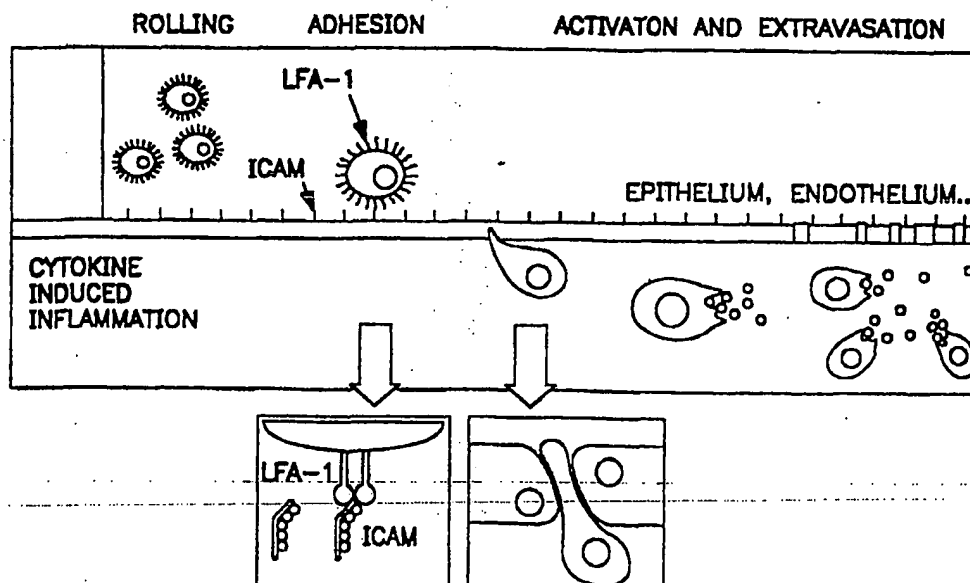 ROLLING ADHESION ACTIVATON AND EXTRAVASATION
LFA-1
ICAM
EPITHELIUM, ENDOTHELIUM..
CYTOKINE
INDUCED
INFLAMMATION
LFA-1
ICAM